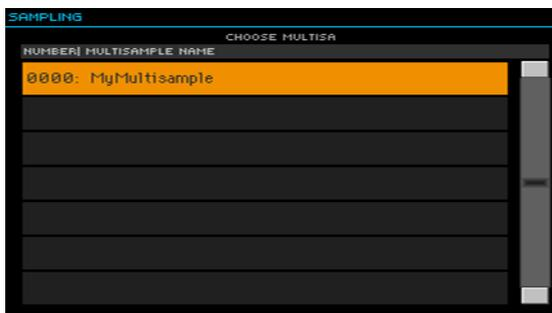 SAMPLING
CHOOSE MULTISA
NUMBER| MULTISAMPLE NAME
0000: MyMultisample